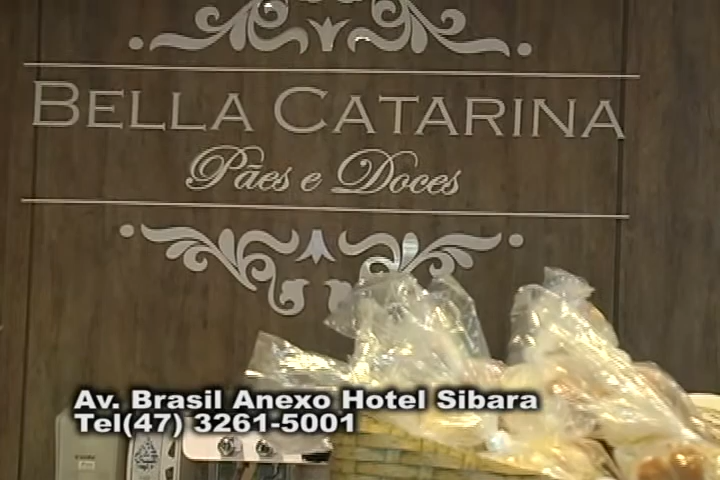 BELLA CATARINA
Pães e Doces
Av. Brasil Anexo Hotel Sibara
Tel(47) 3261-5001